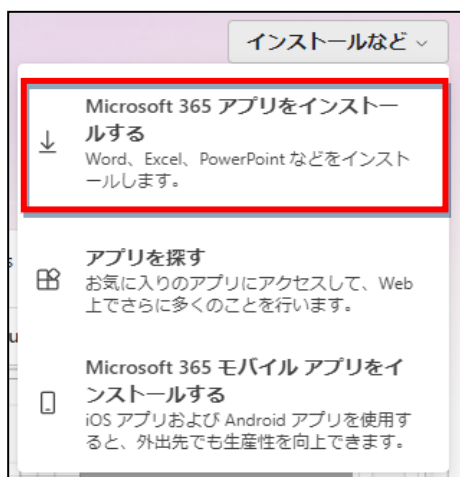 インストールなど
Microsoft 365 アプリをインストー
ルする
Word、Excel、PowerPoint などをインスト
ールします。
アプリを探す
お気に入りのアプリにアクセスして、Web
上でさらに多くのことを行います。
Microsoft 365 モバイル アプリをイ
ンストールする
iOS アプリおよび Android アプリを使用す
ると、外出先でも生産性を向上できます。